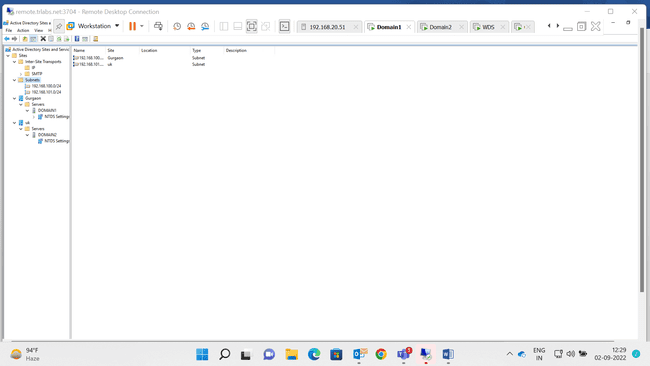 remote.trlabs.net:3704 - Remote Desktop Connection
Active Directory Sites and
Workstation
192.168.20.51
Domain1
Domain2
WDS
File Action View H
Active Directory Sites and Servi
Sites
Inter-Site Transports
IP
SMTP
Subnets
192.168.100.0/24
192.168.101.0/24
Gurgaon
Servers
DOMAIN1
NTDS Settings
uk
Servers
DOMAIN2
NTDS Settings
Name Site Location Type Description
192.168.100.... Gurgaon Subnet
192.168.101.... uk Subnet
94°F
Haze
5
ENG
IN
12:29
02-09-2022
2